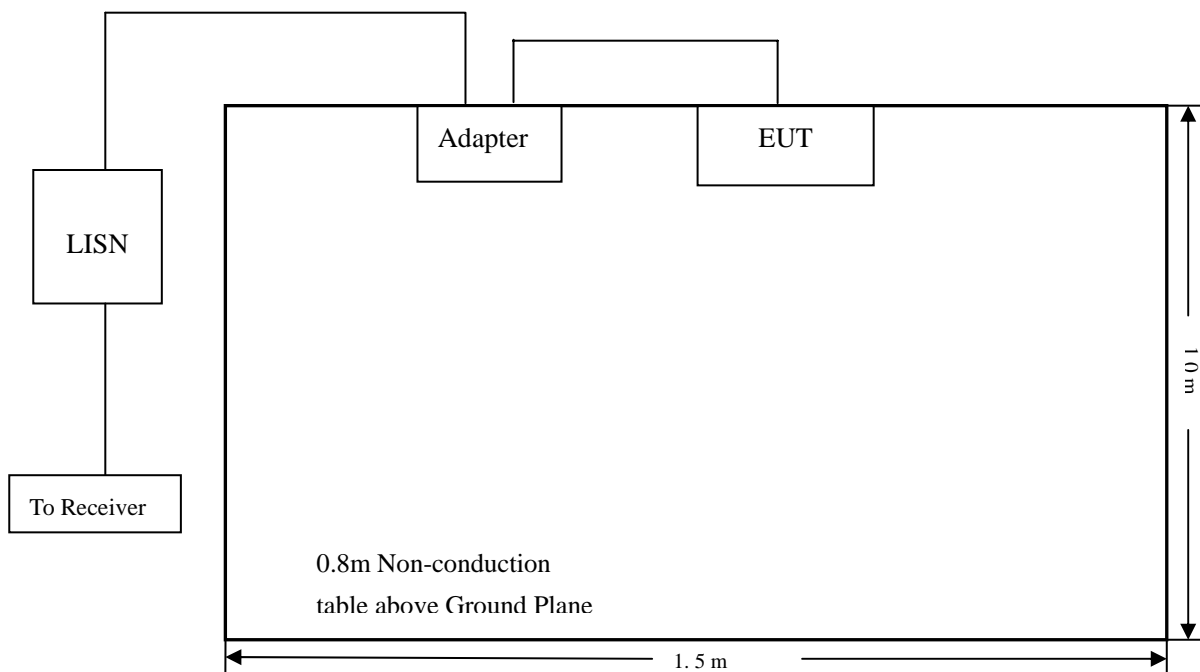 Adapter
EUT
LISN
To Receiver
0.8m Non-conduction
table above Ground Plane
1.5 m
1.0 m